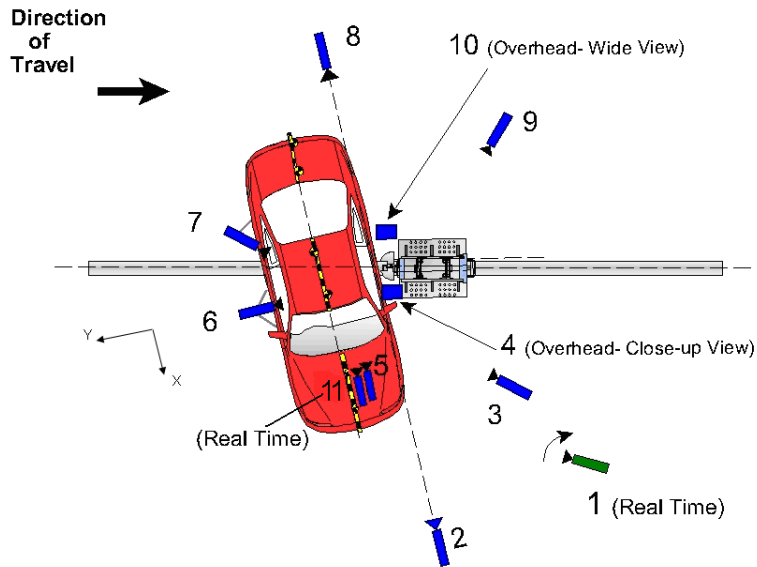 Direction
of
Travel
8
10 (Overhead- Wide View)
9
7
6
Y
X
4 (Overhead- Close-up View)
5
11
3
(Real Time)
1 (Real Time)
2